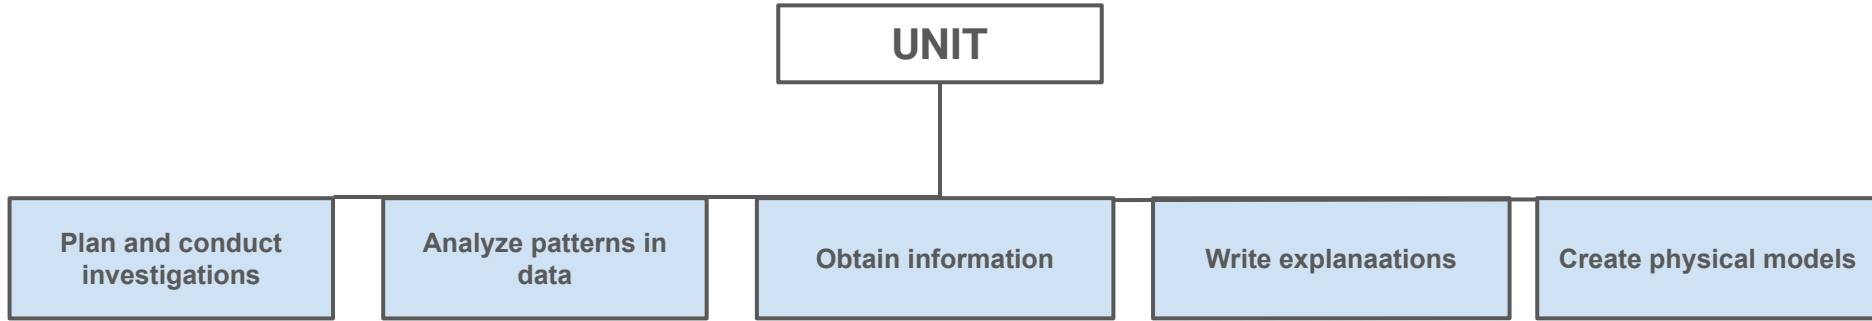 UNIT
Plan and conduct
investigations
Analyze patterns in
data
Obtain information
Write explanaations
Create physical models